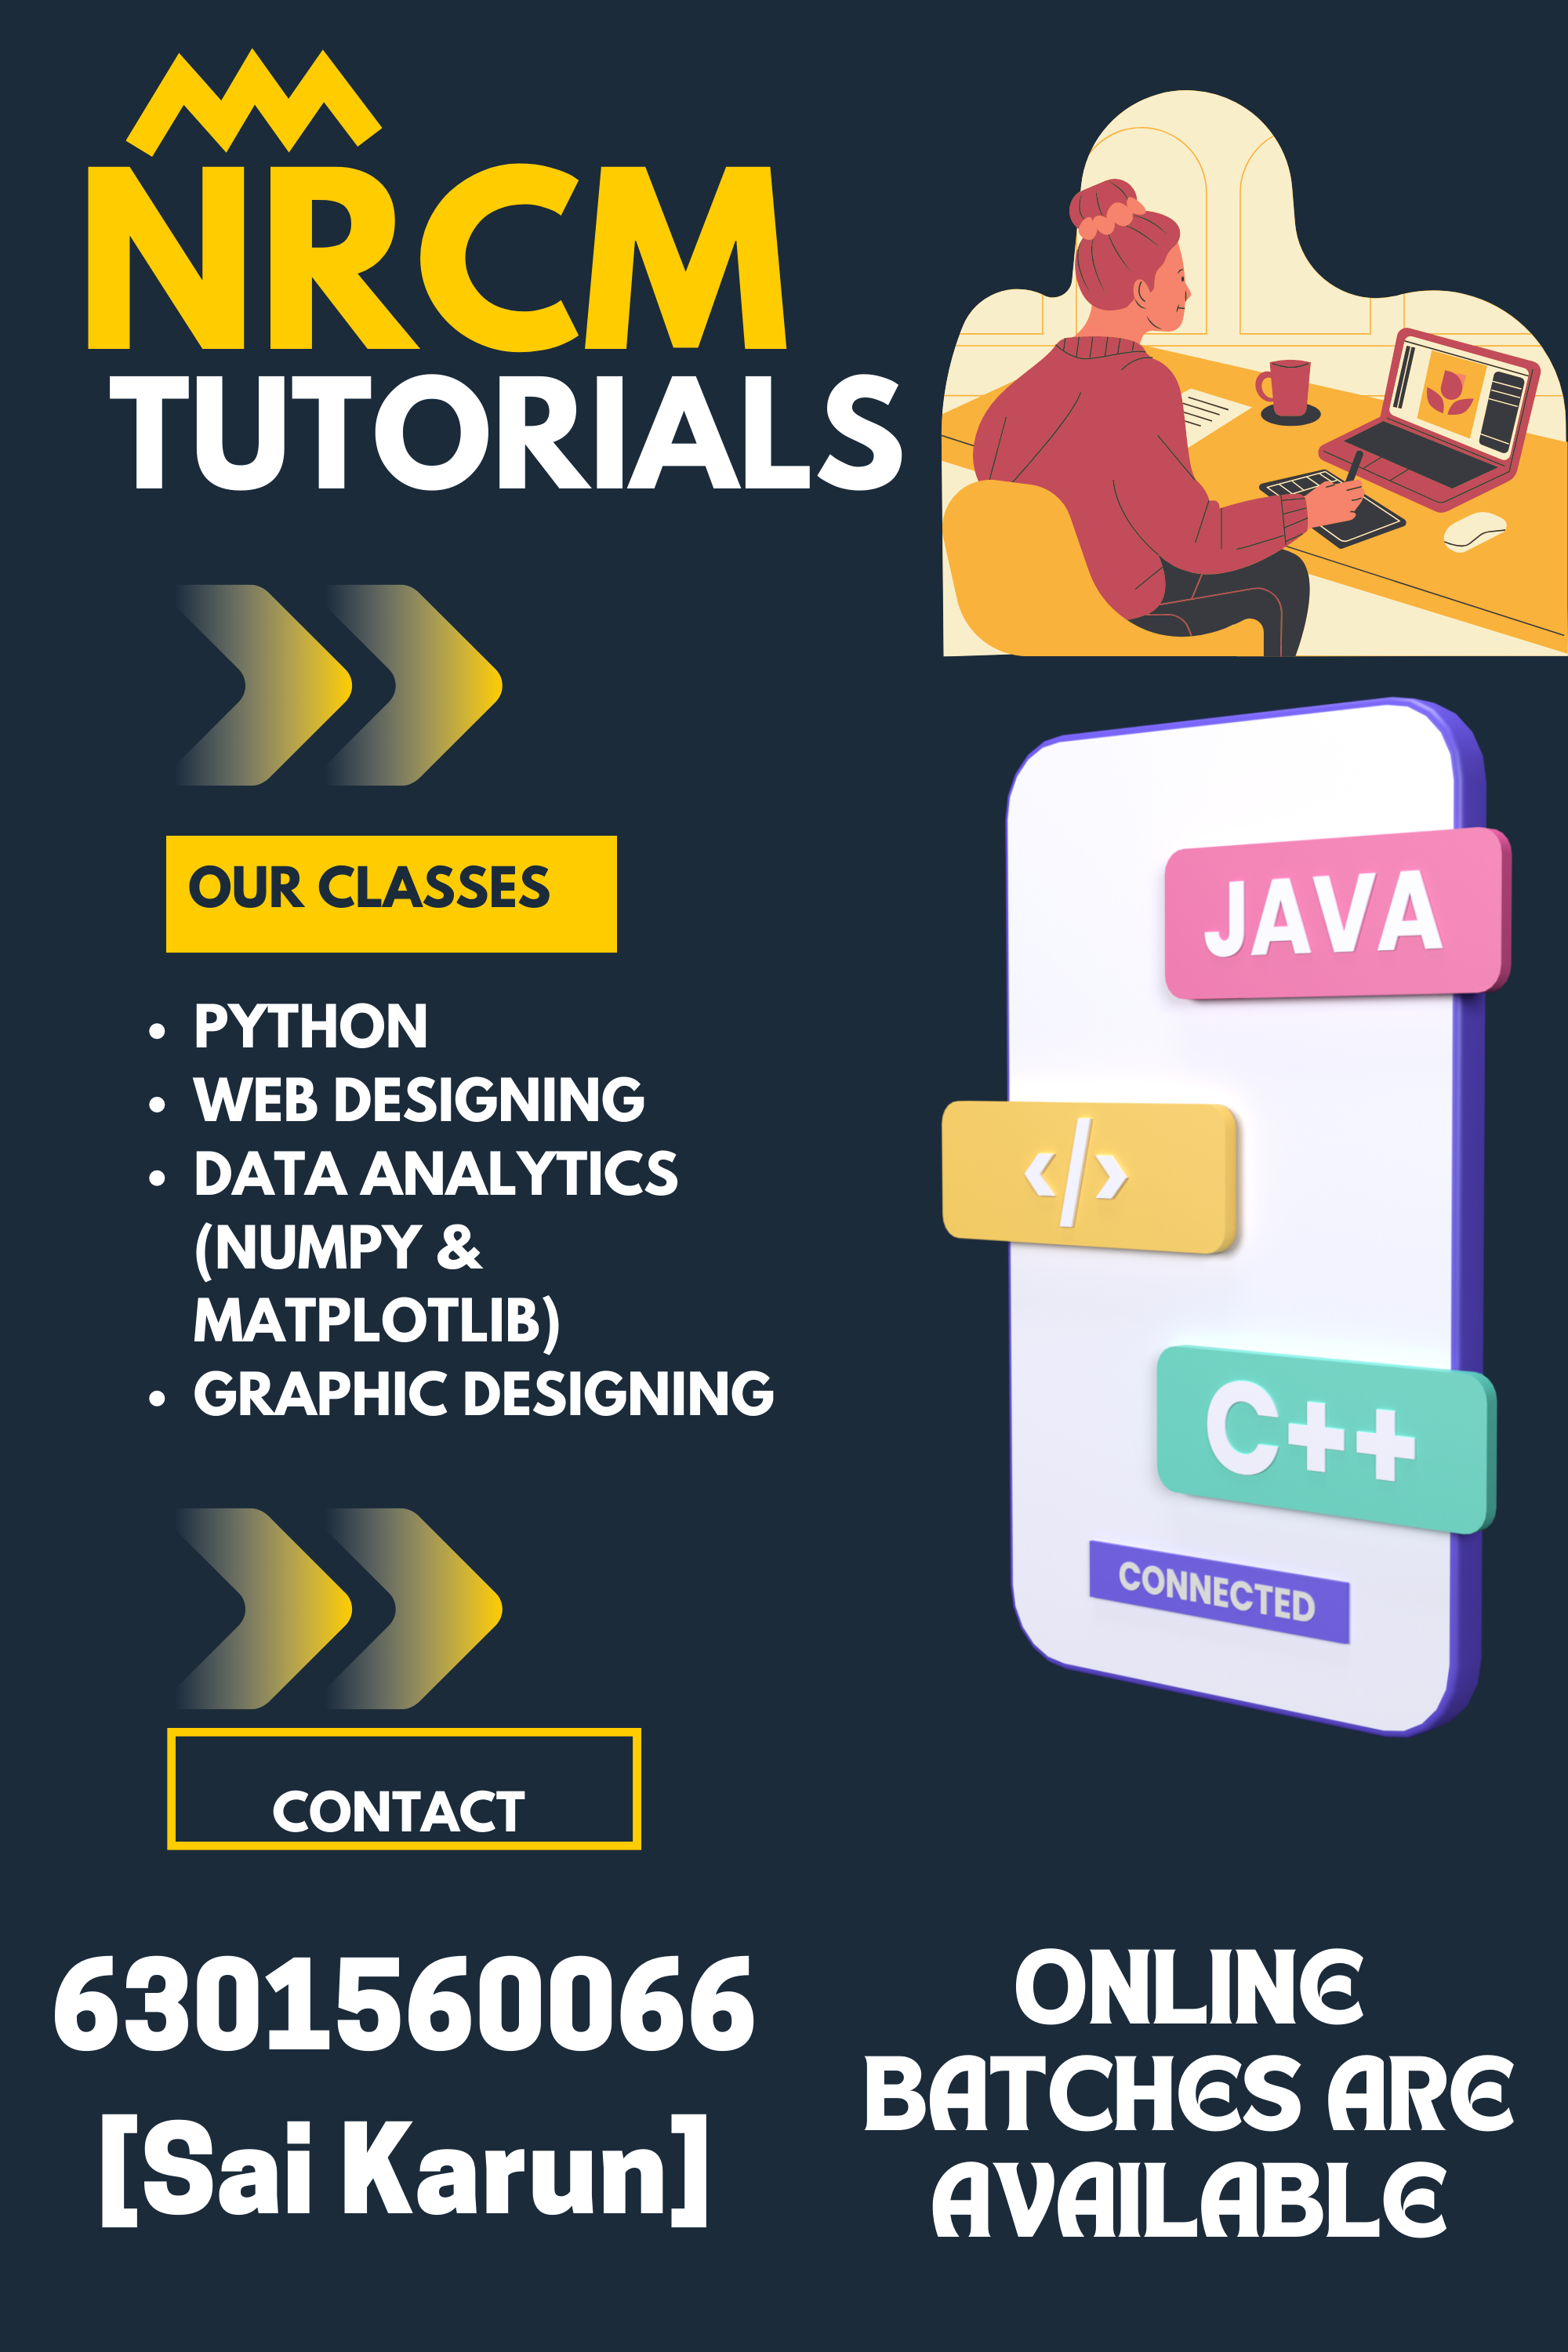 NRCM
TUTORIALS
OUR CLASSES
• PYTHON
• WEB DESIGNING
• DATA ANALYTICS
(NUMPY &
MATPLOTLIB)
• GRAPHIC DESIGNING
JAVA
</>
C++
CONNECTED
CONTACT
6301560066
[Sai Karun]
ONLINE
BATCHES ARE
AVAILABLE